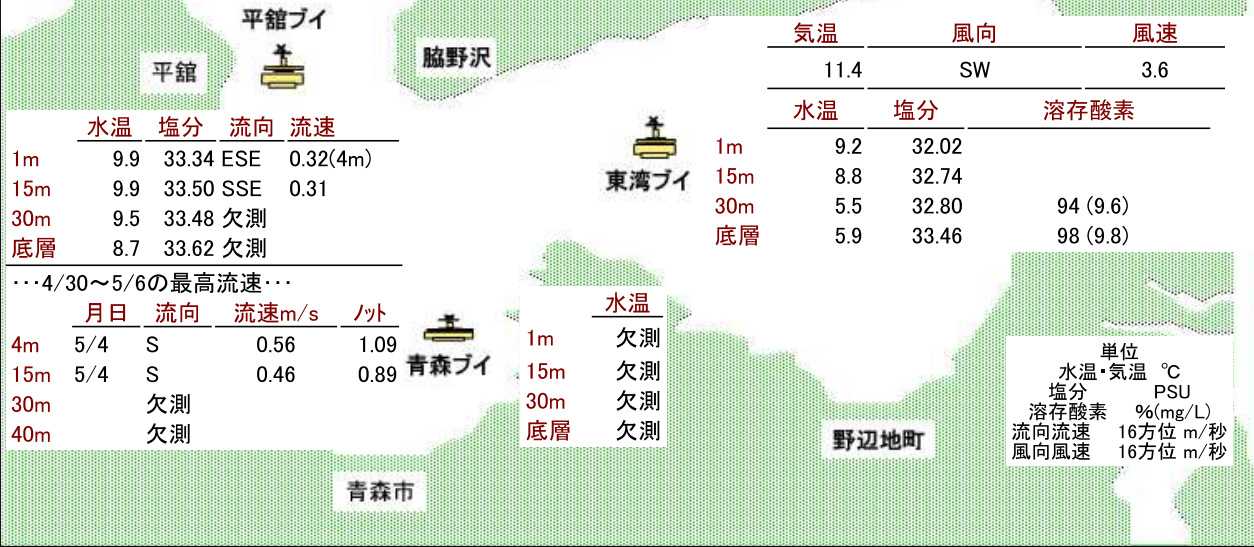 平舘ブイ
平舘
脇野沢
水温 塩分 流向 流速
1m 9.9 33.34 ESE 0.32(4m)
15m 9.9 33.50 SSE 0.31
30m 9.5 33.48 欠測
底層 8.7 33.62 欠測
…4/30～5/6の最高流速…
月日 流向 流速m/s ノット
4m 5/4 S 0.56 1.09
15m 5/4 S 0.46 0.89
30m 欠測
40m 欠測
気温 風向 風速
11.4 SW 3.6
水温 塩分 溶存酸素
1m 9.2 32.02
15m 8.8 32.74
30m 5.5 32.80 94 (9.6)
底層 5.9 33.46 98 (9.8)
東湾ブイ
青森ブイ
水温
1m 欠測
15m 欠測
30m 欠測
底層 欠測
青森市
野辺地町
単位
水温・気温 ℃
塩分 PSU
溶存酸素 %(mg/L)
流向流速 16方位 m/秒
風向風速 16方位 m/秒